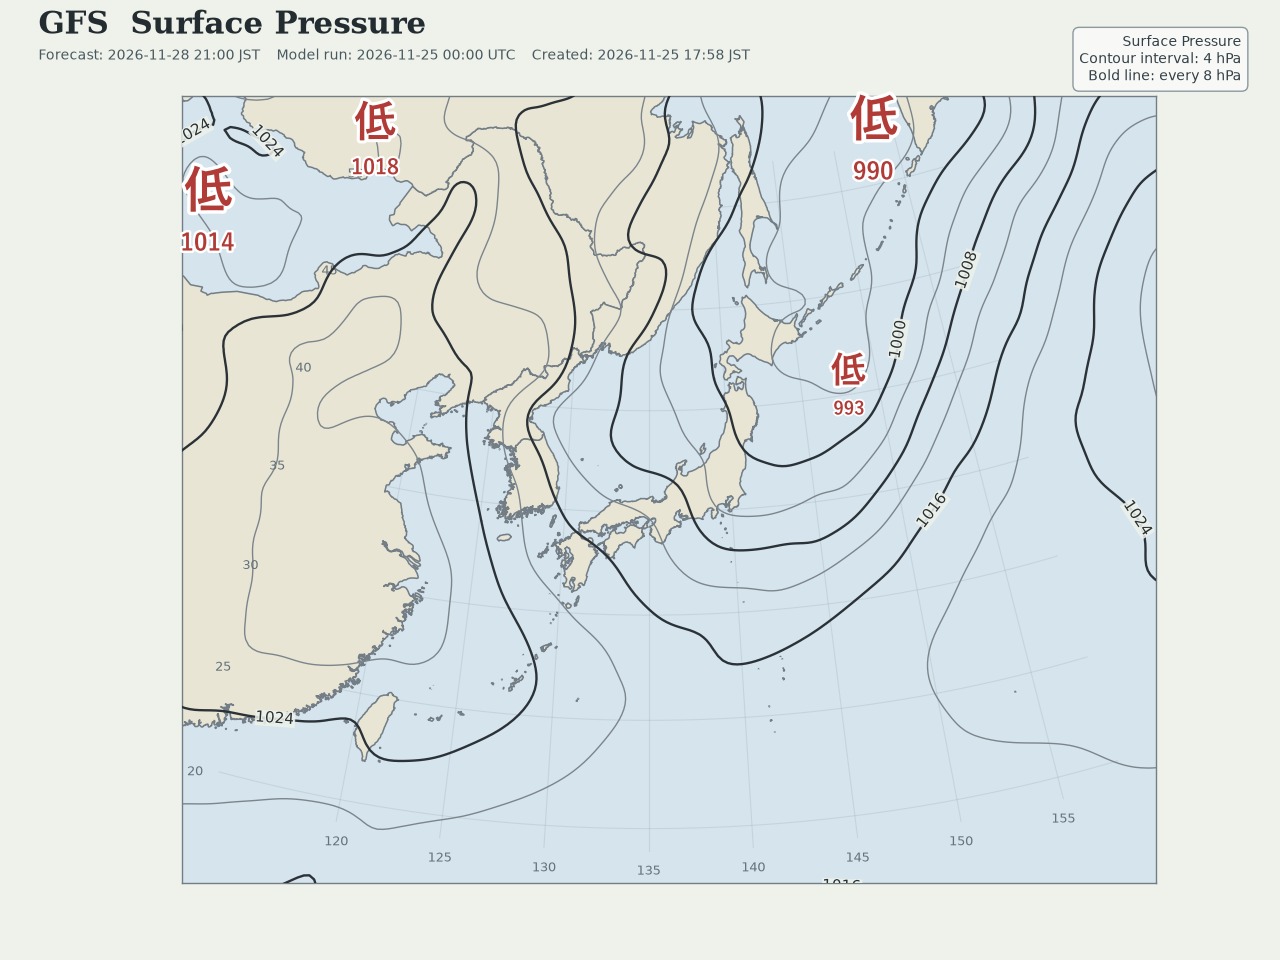 GFS Surface Pressure
Forecast: 2026-11-28 21:00 JST Model run: 2026-11-25 00:00 UTC Created: 2026-11-25 17:58 JST
Surface Pressure
Contour interval: 4 hPa
Bold line: every 8 hPa
低
1018
低
990
1024
1024
低
1014
45
1008
1000
40
低
993
35
1016
1024
30
25
1024
20
155
120
150
125
145
130
140
135
1016